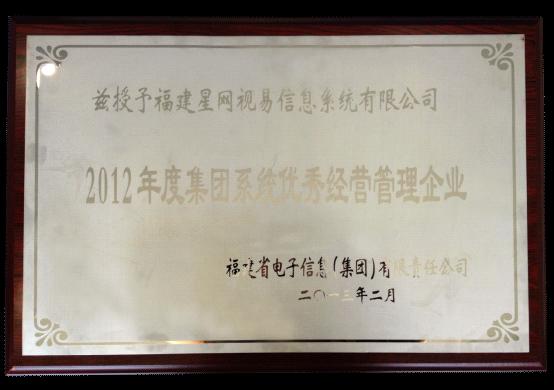 兹授予福建星网视易信息系统有限公司
2012年度集团系统优秀经营管理企业
福建省电子信息(集团)有限责任公司
二〇一三年二月